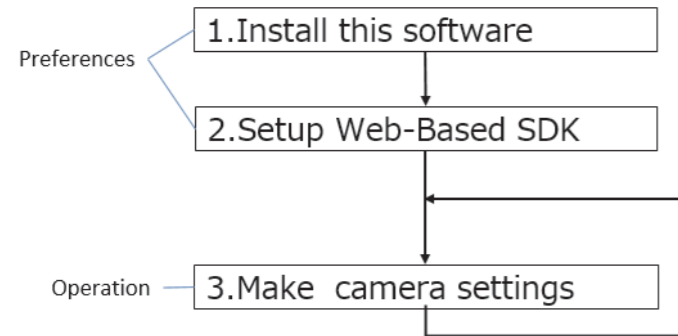 1.Install this software
Preferences
2.Setup Web-Based SDK
Operation
3.Make camera settings